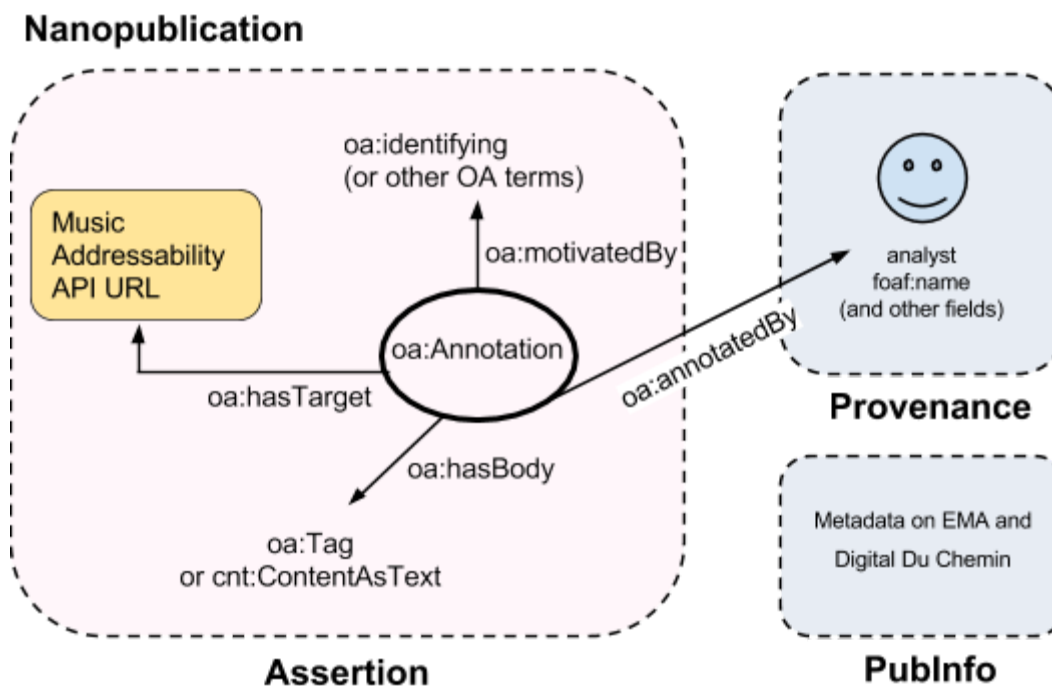 Nanopublication
oa:identifying
(or other OA terms)
Music
Addressability
API URL
oa:motivatedBy
oa:Annotation
oa:hasTarget
oa:annotatedBy
oa:hasBody
oa:Tag
or cnt:ContentAsText
Assertion
analyst
foaf:name
(and other fields)
Provenance
Metadata on EMA and
Digital Du Chemin
PubInfo